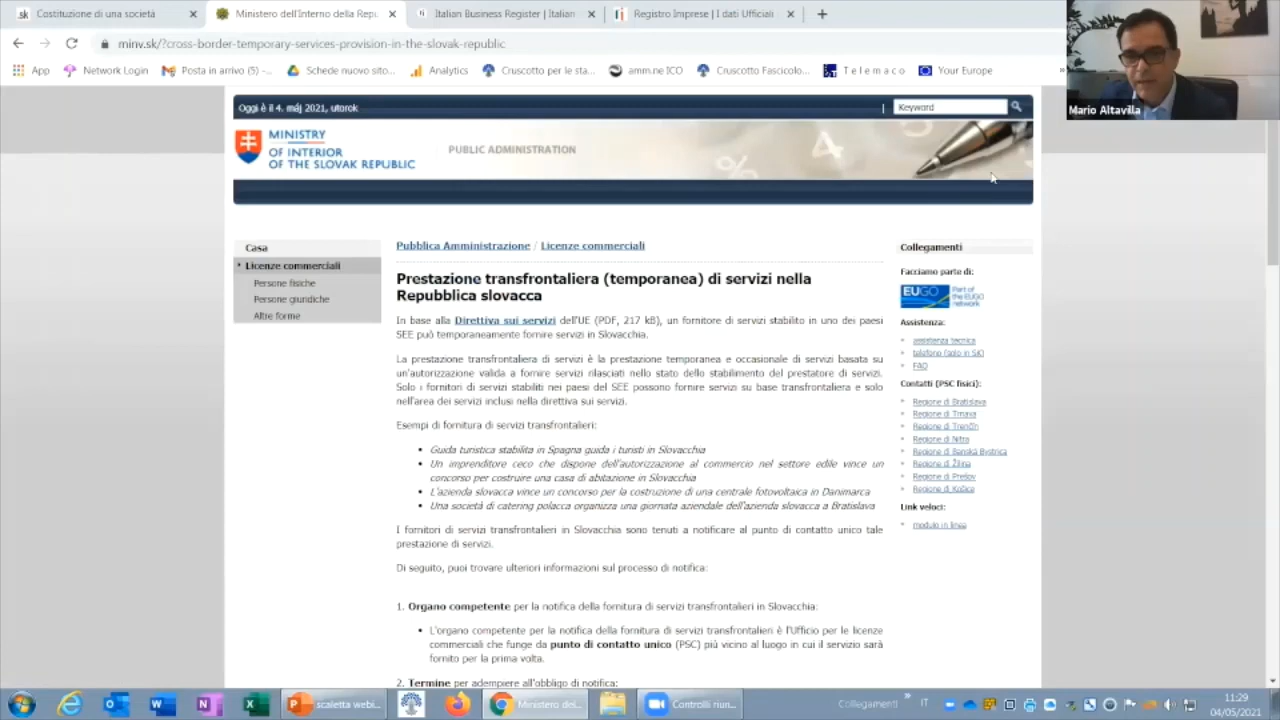 Costituzione di una società
Ministero dell'Interno della Repu
Italian Business Register | Italian
Registro Imprese | I dati Ufficiali
minv.sk/?cross-border-temporary-services-provision-in-the-slovak-republic
App
Network Login
Posta in arrivo (5) -...
Schede nuovo sito...
Analytics
Cruscotto per le sta...
amm.ne ICO
Cruscotto Fascicolo...
T e l e m a c o
Your Europe
Mario Altavilla
Oggi è il 4. máj 2021, utorok
Keyword
MINISTRY
OF INTERIOR
OF THE SLOVAK REPUBLIC
PUBLIC ADMINISTRATION
Casa
Licenze commerciali
Persone fisiche
Persone giuridiche
Altre forme
Pubblica Amministrazione / Licenze commerciali
Prestazione transfrontaliera (temporanea) di servizi nella
Repubblica slovacca
In base alla Direttiva sui servizi dell'UE (PDF, 217 kB), un fornitore di servizi stabilito in uno dei paesi
SEE può temporaneamente fornire servizi in Slovacchia.
La prestazione transfrontaliera di servizi è la prestazione temporanea e occasionale di servizi basata su
un'autorizzazione valida a fornire servizi rilasciati nello stato dello stabilimento del prestatore di servizi.
Solo i fornitori di servizi stabiliti nei paesi del SEE possono fornire servizi su base transfrontaliera e solo
nell'area dei servizi inclusi nella direttiva sui servizi.
Esempi di fornitura di servizi transfrontalieri:
Guida turistica stabilita in Spagna guida i turisti in Slovacchia
Un imprenditore ceco che dispone dell'autorizzazione al commercio nel settore edile vince un
concorso per costruire una casa di abitazione in Slovacchia
L'azienda slovacca vince un concorso per la costruzione di una centrale fotovoltaica in Danimarca
Una società di catering polacca organizza una giornata aziendale dell'azienda slovacca a Bratislava
I fornitori di servizi transfrontalieri in Slovacchia sono tenuti a notificare al punto di contatto unico tale
prestazione di servizi.
Di seguito, puoi trovare ulteriori informazioni sul processo di notifica:
1. Organo competente per la notifica della fornitura di servizi transfrontalieri in Slovacchia:
L'organo competente per la notifica della fornitura di servizi transfrontalieri è l'Ufficio per le licenze
commerciali che funge da punto di contatto unico (PSC) più vicino al luogo in cui il servizio sarà
fornito per la prima volta.
2. Termine per adempiere all'obbligo di notifica:
Collegamenti
Facciamo parte di:
EUGO
Part of
the EUGO
network
Assistenza:
assistenza tecnica
telefono (solo in SK)
FAQ
Contatti (PSC fisici):
Regione di Bratislava
Regione di Trnava
Regione di Trenčín
Regione di Nitra
Regione di Banská Bystrica
Regione di Žilina
Regione di Prešov
Regione di Košice
Link veloci:
modulo in linea
scaletta webi...
Ministero del...
Controlli riun...
Collegamenti
IT
11:29
04/05/2021